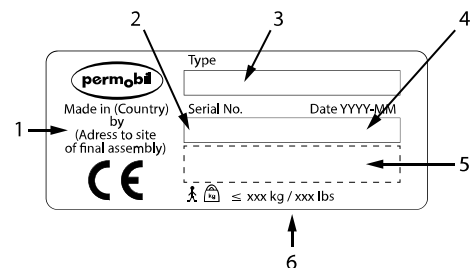 2
3
4
Type
permobil
Made in (Country)
by
(Adress to site
of final assembly)
1
Serial No.
Date YYYY-MM
5
kg
≤ xxx kg / xxx lbs
6
CE